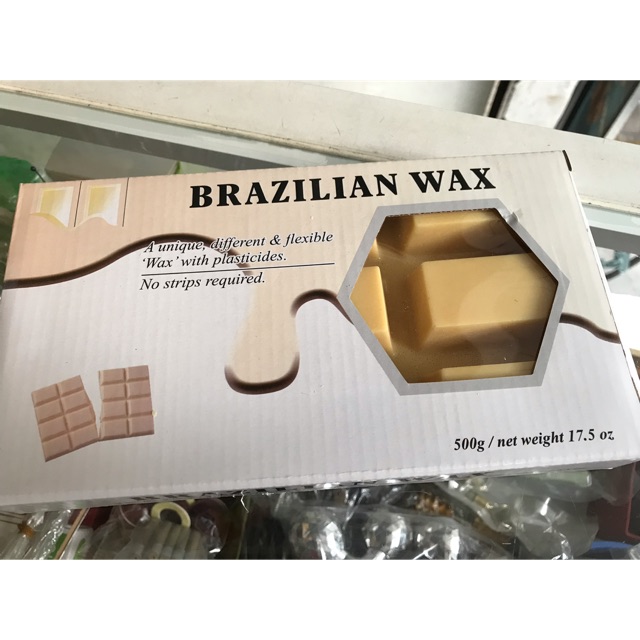 BRAZILIAN WAX
A unique, different & flexible
'Wax' with plasticides.
No strips required.
500g / net weight 17.5 oz